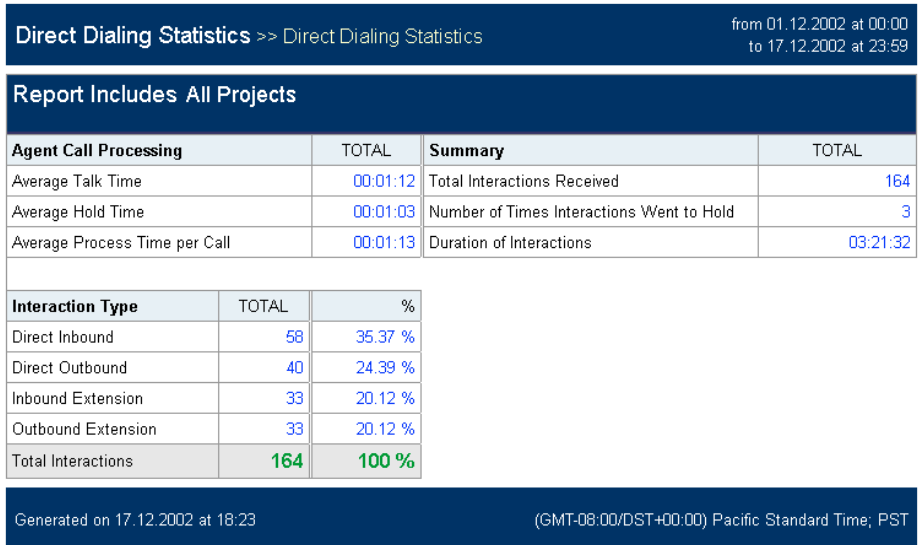 Direct Dialing Statistics >> Direct Dialing Statistics
from 01.12.2002 at 00:00
to 17.12.2002 at 23:59
Report Includes All Projects
Agent Call Processing TOTAL Summary TOTAL
Average Talk Time 00:01:12 Total Interactions Received 164
Average Hold Time 00:01:03 Number of Times Interactions Went to Hold 3
Average Process Time per Call 00:01:13 Duration of Interactions 03:21:32
Interaction Type TOTAL %
Direct Inbound 58 35.37 %
Direct Outbound 40 24.39 %
Inbound Extension 33 20.12 %
Outbound Extension 33 20.12 %
Total Interactions 164 100 %
Generated on 17.12.2002 at 18:23 (GMT-08:00/DST+00:00) Pacific Standard Time; PST